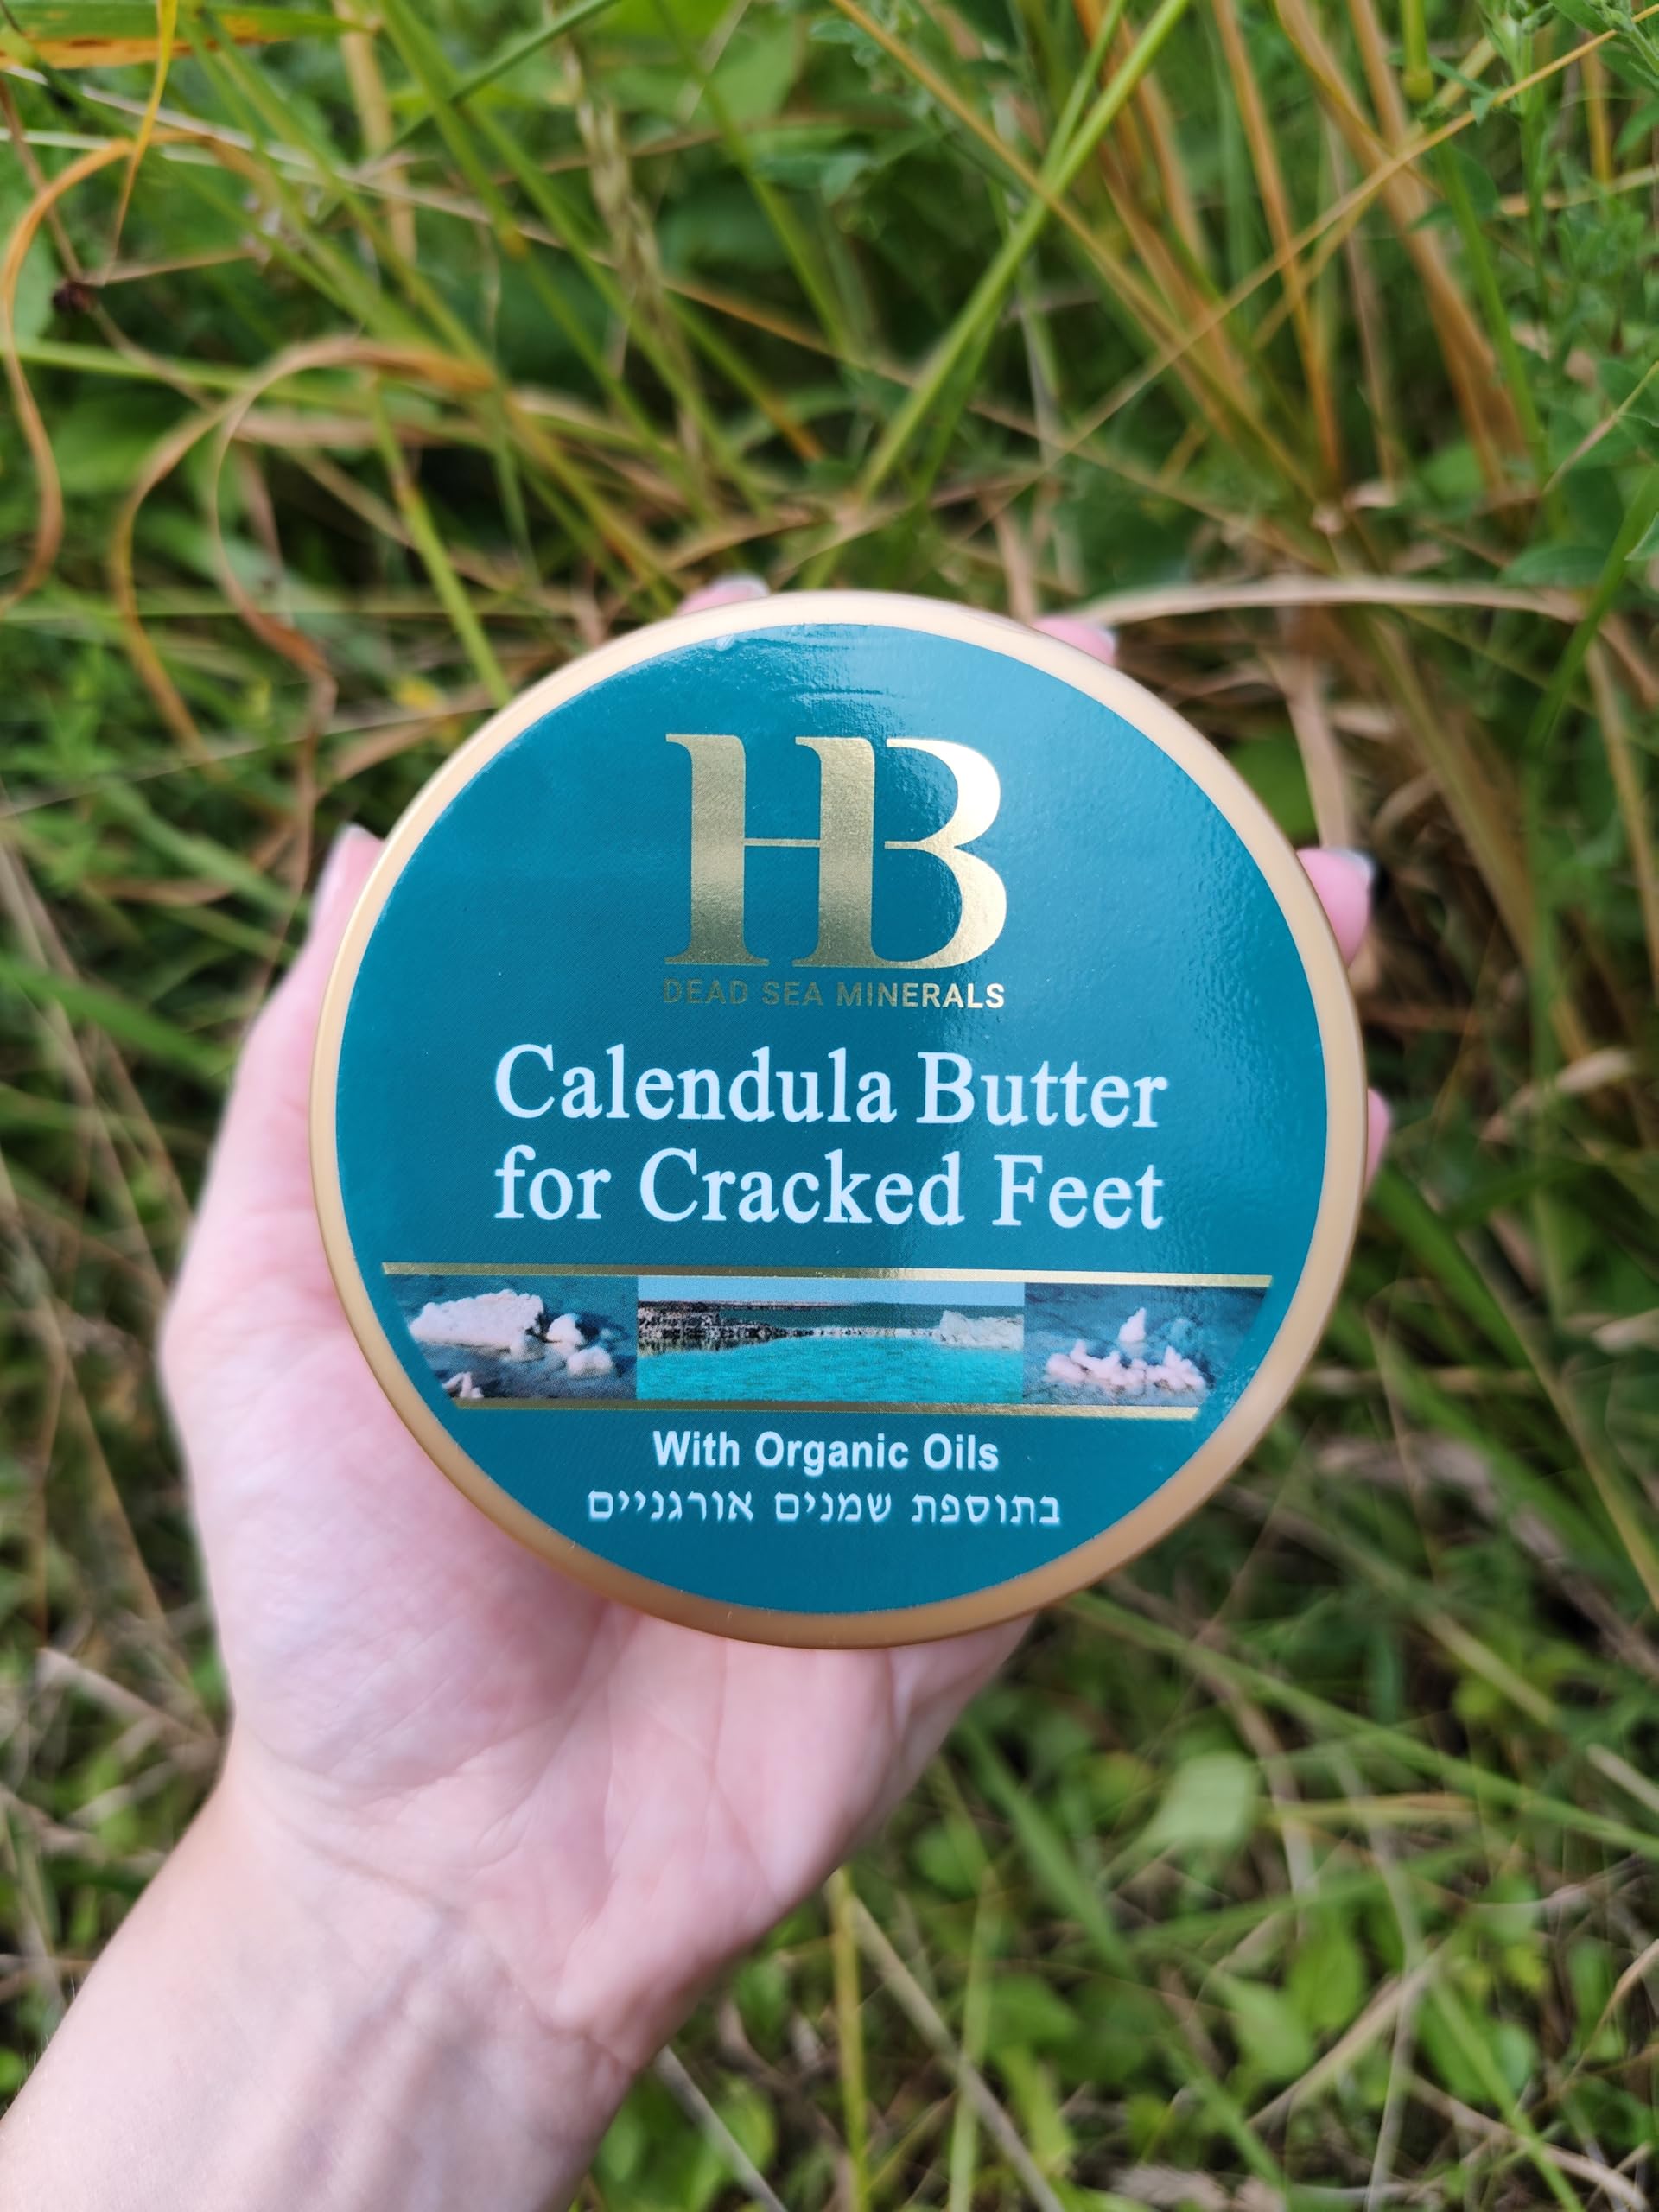 HB
DEAD SEA MINERALS
Calendula Butter
for Cracked Feet
With Organic Oils
בתוספת שמנים אורגניים